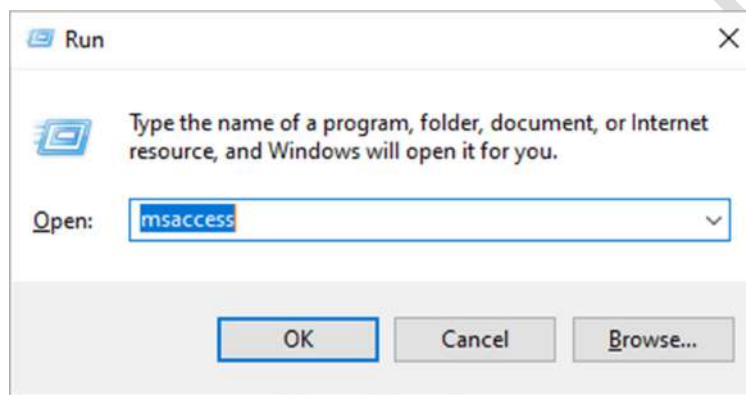 Run
Type the name of a program, folder, document, or Internet
resource, and Windows will open it for you.
Open:
msaccess
OK
Cancel
Browse...